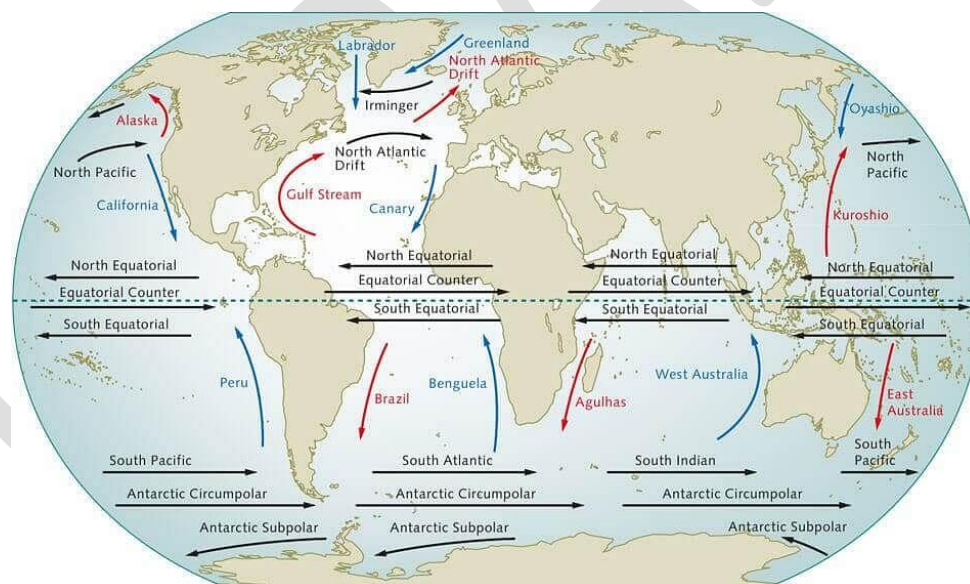 Labrador
Greenland
North Atlantic
Drift
Irminger
Alaska
Oyashio
North Atlantic
Drift
North Pacific
North
Pacific
Gulf Stream
California
Canary
Kuroshio
North Equatorial
North Equatorial
North Equatorial
North Equatorial
Equatorial Counter
Equatorial Counter
Equatorial Counter
Equatorial Counter
South Equatorial
South Equatorial
South Equatorial
South Equatorial
Peru
Brazil
Benguela
Agulhas
West Australia
East
Australia
South Pacific
South Atlantic
South Indian
South
Pacific
Antarctic Circumpolar
Antarctic Circumpolar
Antarctic Circumpolar
Antarctic Subpolar
Antarctic Subpolar
Antarctic Subpolar